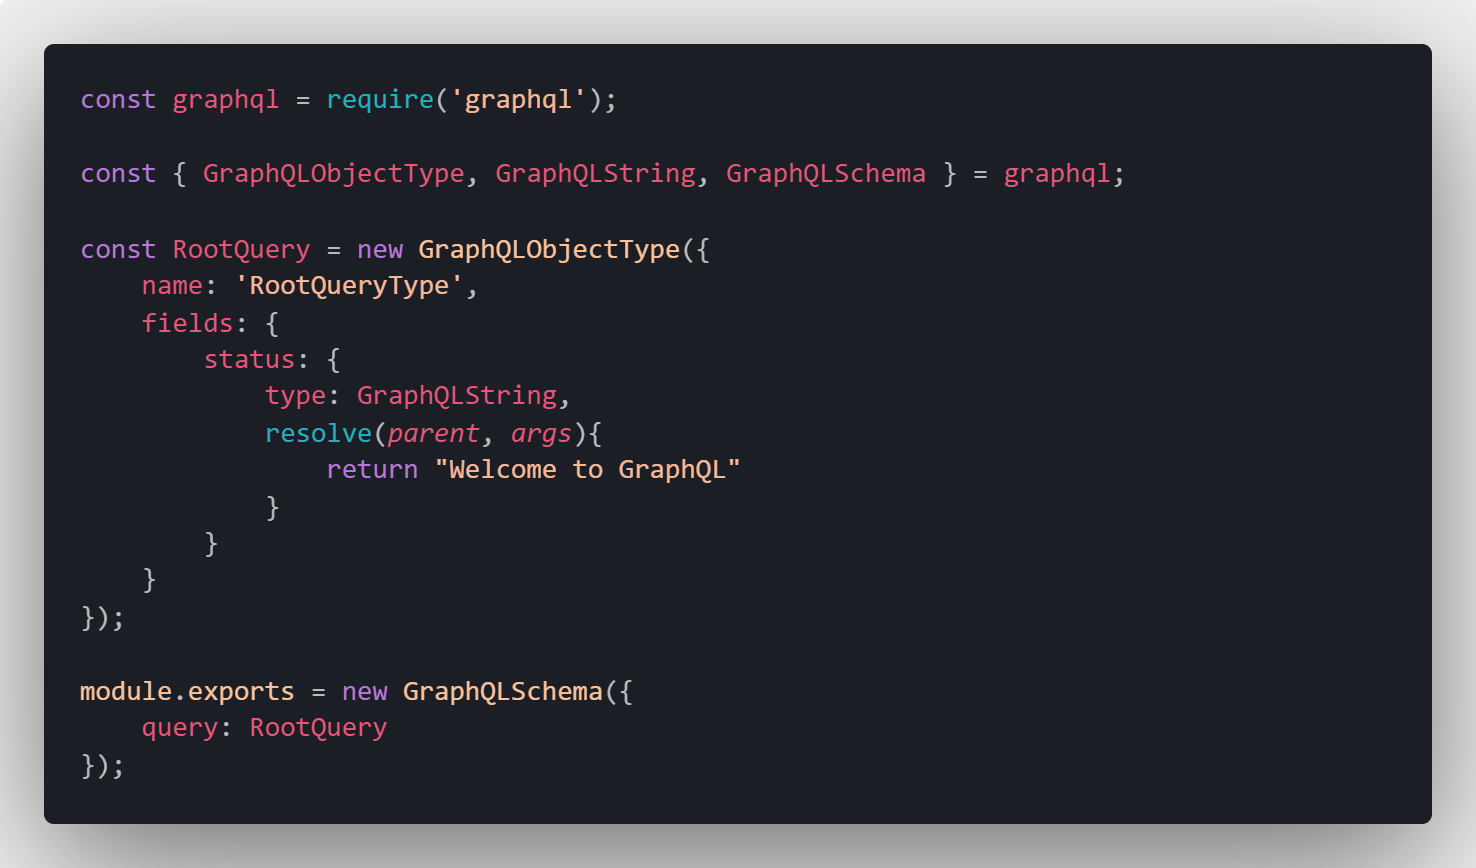 const graphql = require('graphql');

const { GraphQLObjectType, GraphQLString, GraphQLSchema } = graphql;

const RootQuery = new GraphQLObjectType({
    name: 'RootQueryType',
    fields: {
        status: {
            type: GraphQLString,
            resolve(parent, args){
                return "Welcome to GraphQL"
            }
        }
    }
});

module.exports = new GraphQLSchema({
    query: RootQuery
});